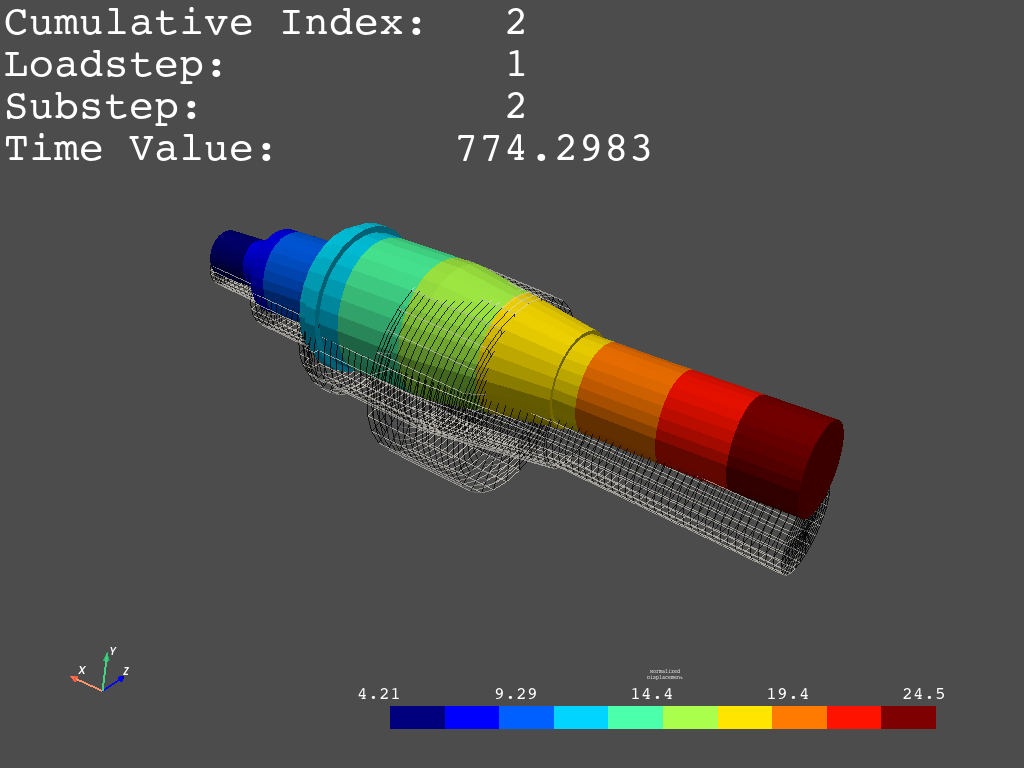 Cumulative Index: 2
Loadstep: 1
Substep: 2
Time Value: 774.2983
Y
X Z
Normalized
Displacement
4.21 9.29 14.4 19.4 24.5